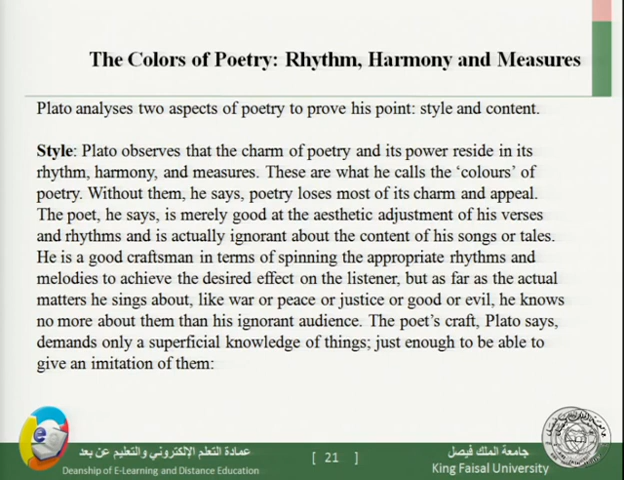 The Colors of Poetry: Rhythm, Harmony and Measures
Plato analyses two aspects of poetry to prove his point: style and content.
Style: Plato observes that the charm of poetry and its power reside in its
rhythm, harmony, and measures. These are what he calls the ‘colours’ of
poetry. Without them, he says, poetry loses most of its charm and appeal.
The poet, he says, is merely good at the aesthetic adjustment of his verses
and rhythms and is actually ignorant about the content of his songs or tales.
He is a good craftsman in terms of spinning the appropriate rhythms and
melodies to achieve the desired effect on the listener, but as far as the actual
matters he sings about, like war or peace or justice or good or evil, he knows
no more about them than his ignorant audience. The poet’s craft, Plato says,
demands only a superficial knowledge of things; just enough to be able to
give an imitation of them:
عمادة التعلم الإلكتروني والتعليم عن بعد
Deanship of E-Learning and Distance Education
[ 21 ]
جامعة الملك فيصل
King Faisal University